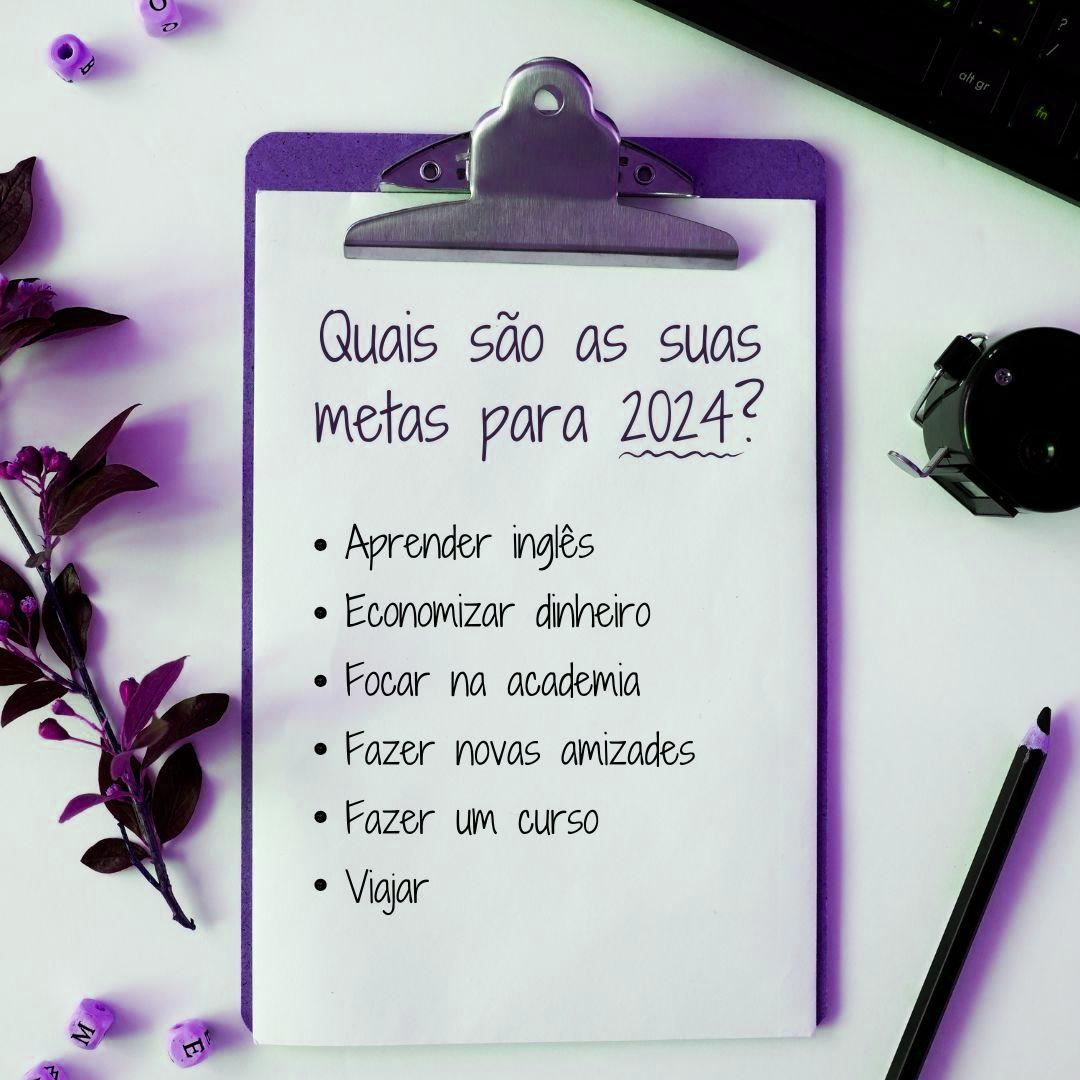 Quais são as suas
metas para 2024?
• Aprender inglês
• Economizar dinheiro
• Focar na academia
• Fazer novas amizades
• Fazer um curso
• Viajar
alt gr
fn
?
/
M
E